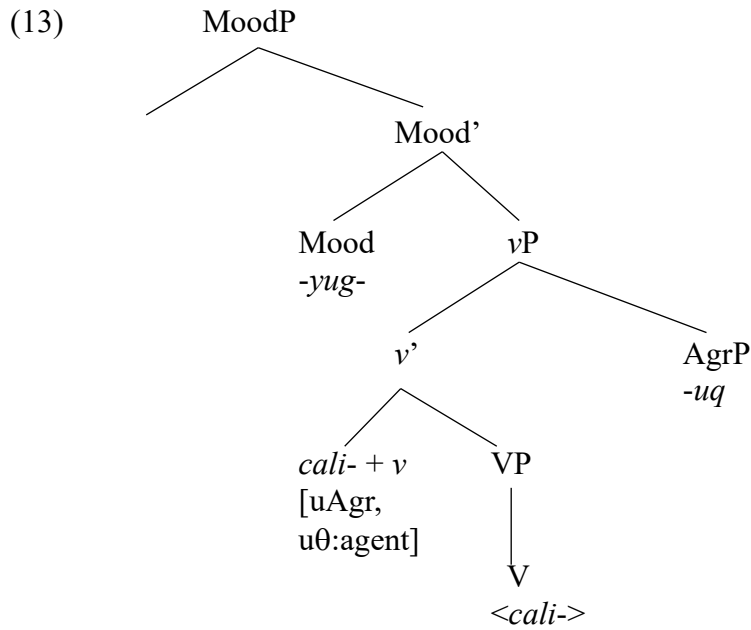 (13) MoodP
Mood’
Mood vP
-yug-
v’ AgrP
-uq
cali- + v VP
[uAgr,
uθ:agent]
V
<cali->